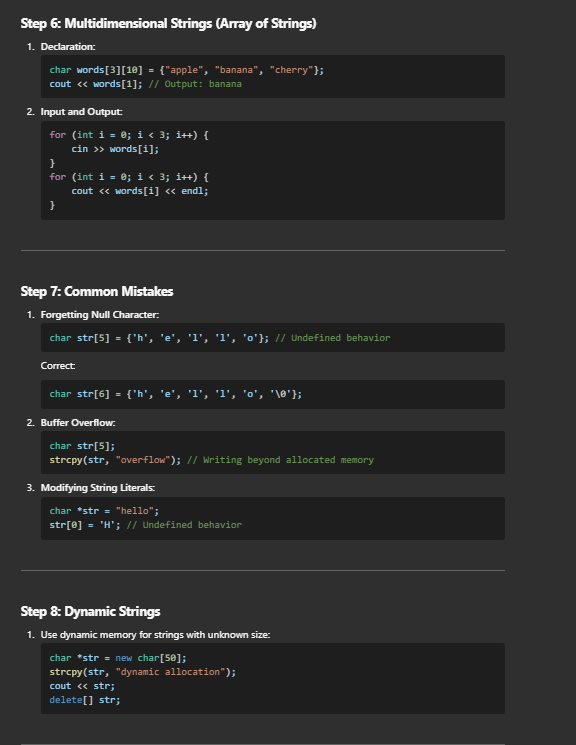 Step 6: Multidimensional Strings (Array of Strings)
1. Declaration:
char words[3][10] = {"apple", "banana", "cherry"};
cout << words[1]; // Output: banana
2. Input and Output:
for (int i = 0; i < 3; i++) {
    cin >> words[i];
}
for (int i = 0; i < 3; i++) {
    cout << words[i] << endl;
}
Step 7: Common Mistakes
1. Forgetting Null Character:
char str[5] = {'h', 'e', 'l', 'l', 'o'}; // Undefined behavior
Correct:
char str[6] = {'h', 'e', 'l', 'l', 'o', '\0'};
2. Buffer Overflow:
char str[5];
strcpy(str, "overflow"); // Writing beyond allocated memory
3. Modifying String Literals:
char *str = "hello";
str[0] = 'H'; // Undefined behavior
Step 8: Dynamic Strings
1. Use dynamic memory for strings with unknown size:
char *str = new char[50];
strcpy(str, "dynamic allocation");
cout << str;
delete[] str;